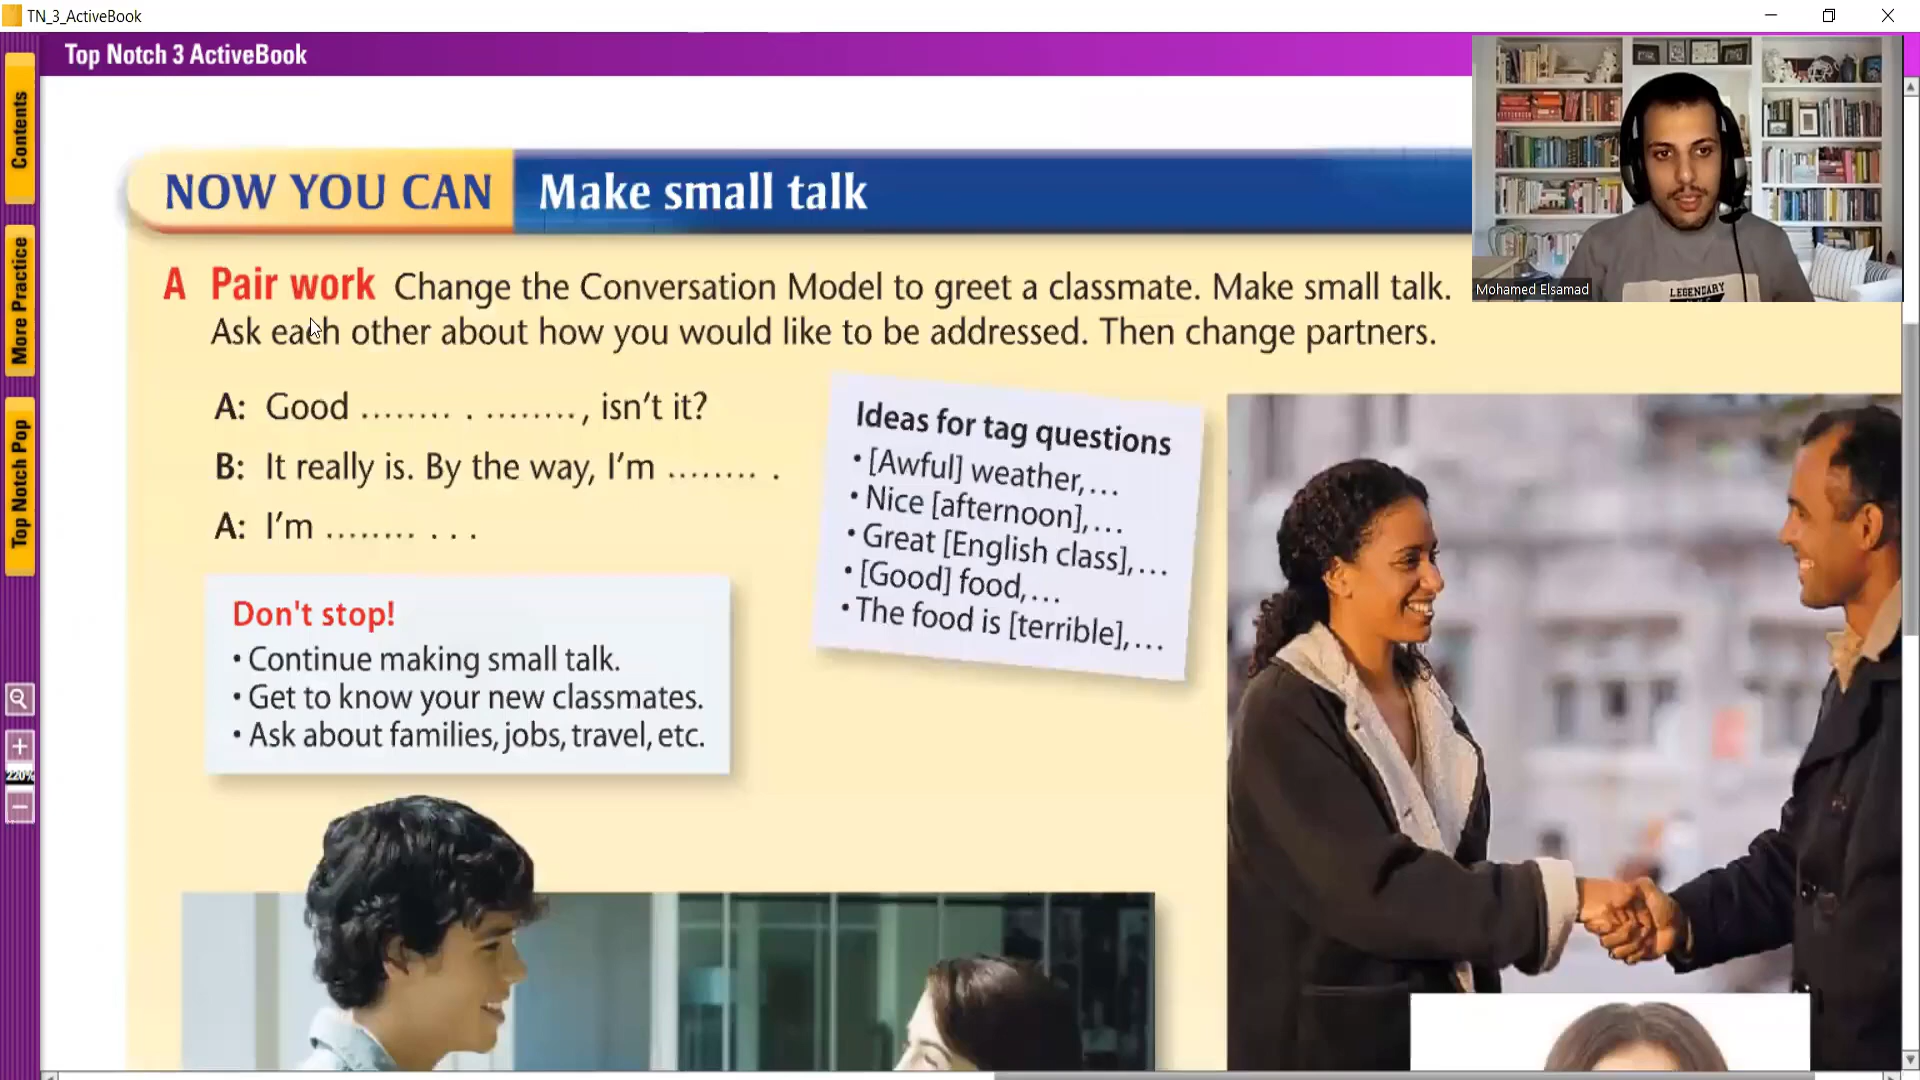 TN_3_ActiveBook
Top Notch 3 ActiveBook
Contents
More Practice
Top Notch Pop
220%
NOW YOU CAN Make small talk
A Pair work Change the Conversation Model to greet a classmate. Make small talk.
Ask each other about how you would like to be addressed. Then change partners.
A: Good ........ . ........ , isn't it?
B: It really is. By the way, I'm ........ .
A: I'm ........ . . .
Don't stop!
• Continue making small talk.
• Get to know your new classmates.
• Ask about families, jobs, travel, etc.
Ideas for tag questions
• [Awful] weather, . . .
• Nice [afternoon], . . .
• Great [English class], . . .
• [Good] food, . . .
• The food is [terrible], . . .
Mohamed Elsamad
LEGENDARY